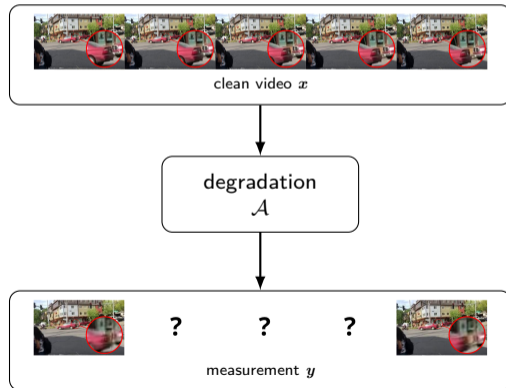 clean video x
degradation
𝒜
? ? ?
measurement y